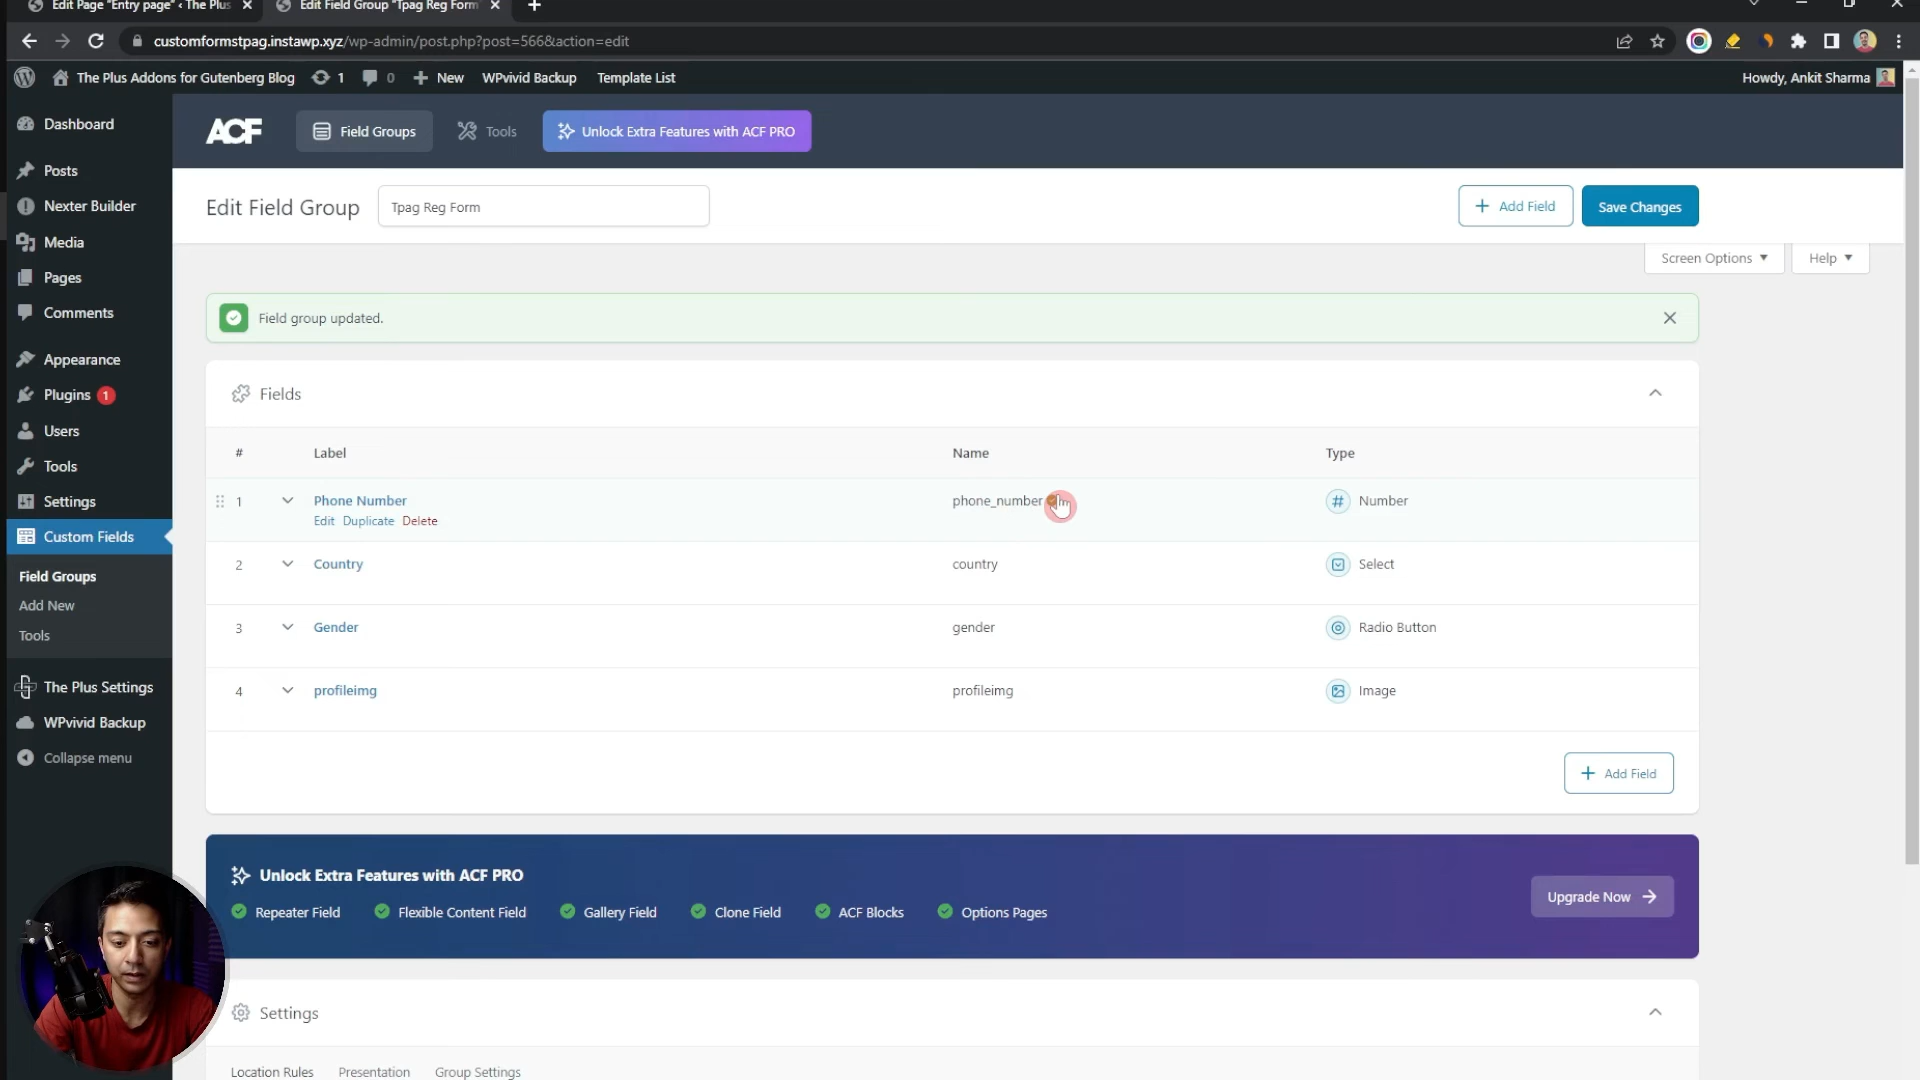 Edit Page "Entry page" ‹ The Plus
Edit Field Group "Tpag Reg Form"
customformstpag.instawp.xyz/wp-admin/post.php?post=566&action=edit
The Plus Addons for Gutenberg Blog
1
0
New
WPvivid Backup
Template List
Howdy, Ankit Sharma
Dashboard
Posts
Nexter Builder
Media
Pages
Comments
Appearance
Plugins 1
Users
Tools
Settings
Custom Fields
Field Groups
Add New
Tools
The Plus Settings
WPvivid Backup
Collapse menu
ACF
Field Groups
Tools
Unlock Extra Features with ACF PRO
Edit Field Group
Tpag Reg Form
Add Field
Save Changes
Screen Options
Help
Field group updated.
Fields
# Label Name Type
1 Phone Number phone_number Number
Edit Duplicate Delete
2 Country country Select
3 Gender gender Radio Button
4 profileimg profileimg Image
Add Field
Unlock Extra Features with ACF PRO
Repeater Field Flexible Content Field Gallery Field Clone Field ACF Blocks Options Pages
Upgrade Now
Settings
Location Rules Presentation Group Settings